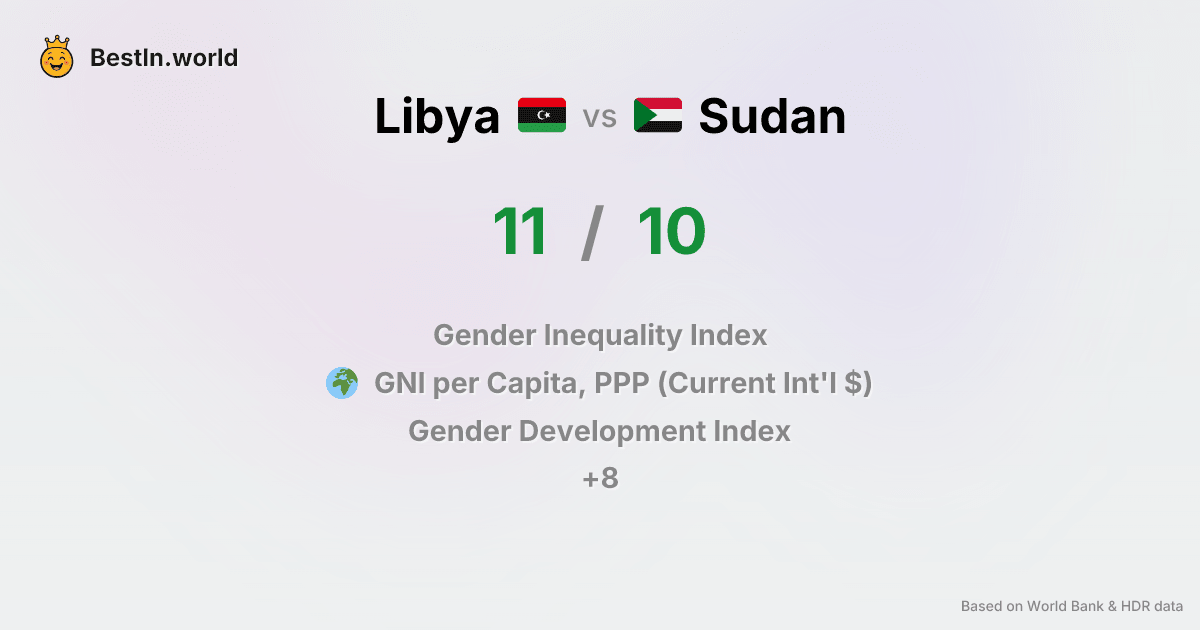 BestIn.world
Libya vs Sudan
11 / 10
Gender Inequality Index
GNI per Capita, PPP (Current Int'l $)
Gender Development Index
+8
Based on World Bank & HDR data